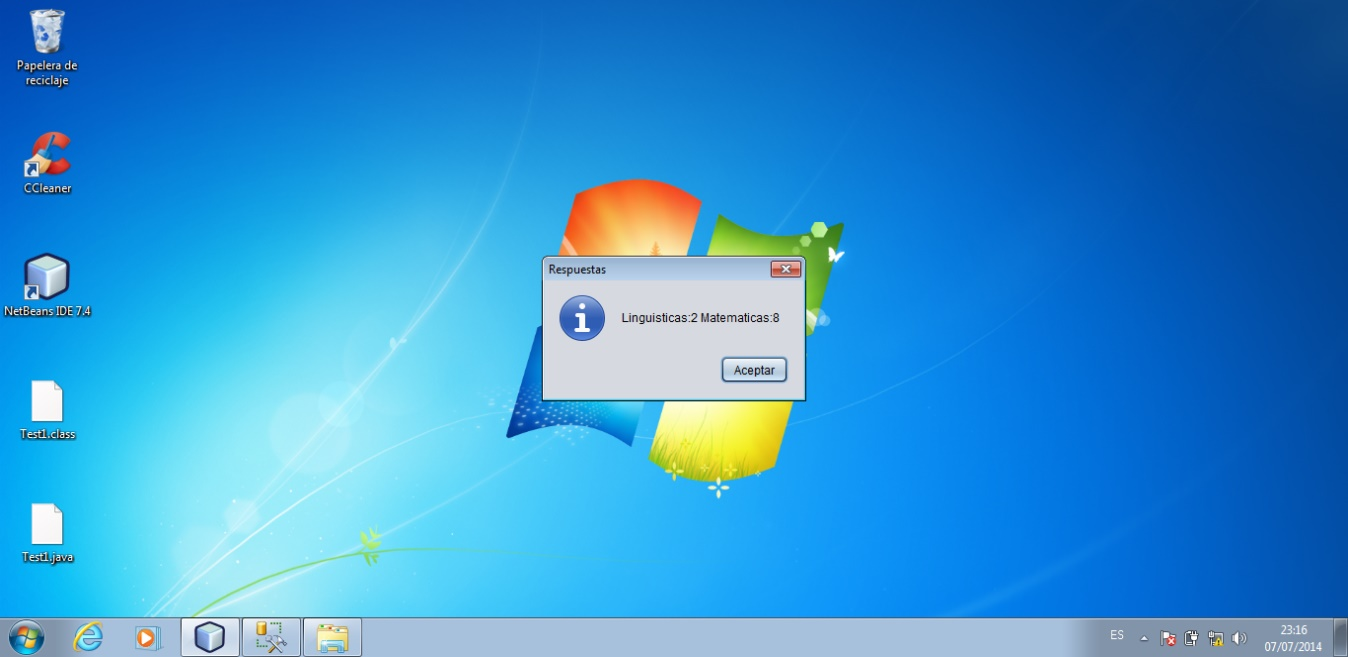 Papelera de
reciclaje
CCleaner
NetBeans IDE 7.4
Test1.class
Test1.java
Respuestas
Linguisticas:2 Matematicas:8
Aceptar
ES
23:16
07/07/2014